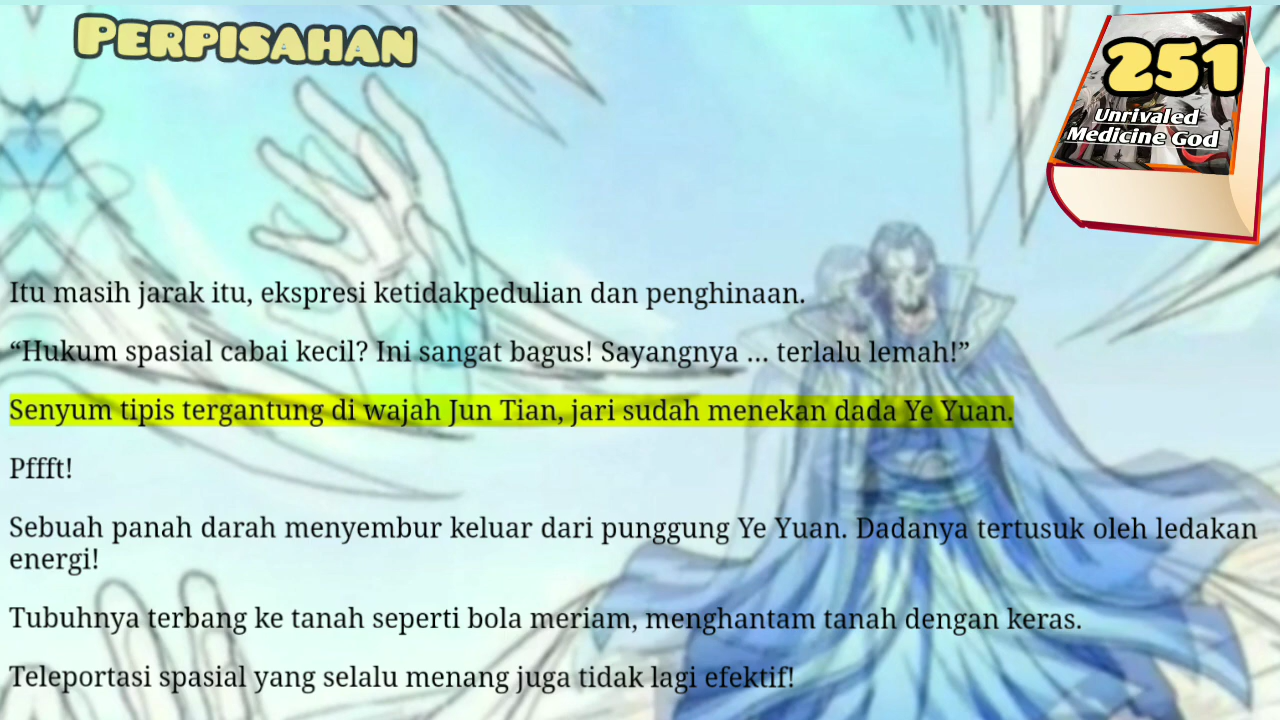 PERPISAHAN
251
Unrivaled
Medicine God
Itu masih jarak itu, ekspresi ketidakpedulian dan penghinaan.
“Hukum spasial cabai kecil? Ini sangat bagus! Sayangnya ... terlalu lemah!”
Senyum tipis tergantung di wajah Jun Tian, jari sudah menekan dada Ye Yuan.
Pffft!
Sebuah panah darah menyembur keluar dari punggung Ye Yuan. Dadanya tertusuk oleh ledakan
energi!
Tubuhnya terbang ke tanah seperti bola meriam, menghantam tanah dengan keras.
Teleportasi spasial yang selalu menang juga tidak lagi efektif!